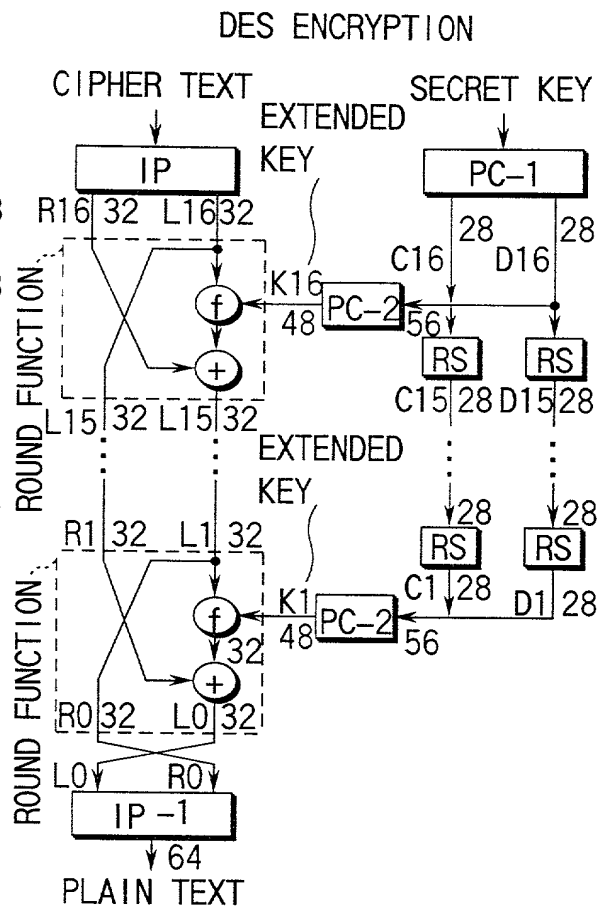 DES ENCRYPTION
CIPHER TEXT
SECRET KEY
EXTENDED
KEY
IP
PC-1
R16 32 L16 32
28 28
C16 D16
ROUND FUNCTION
f
K16
48
PC-2
56
+
RS RS
L15 32 L15 32
C15 28 D15 28
EXTENDED
KEY
R1 32 L1 32
28 28
RS RS
ROUND FUNCTION
f
K1
48
PC-2
56
C1 28 D1 28
32
+
R0 32 L0 32
L0 R0
IP -1
64
PLAIN TEXT